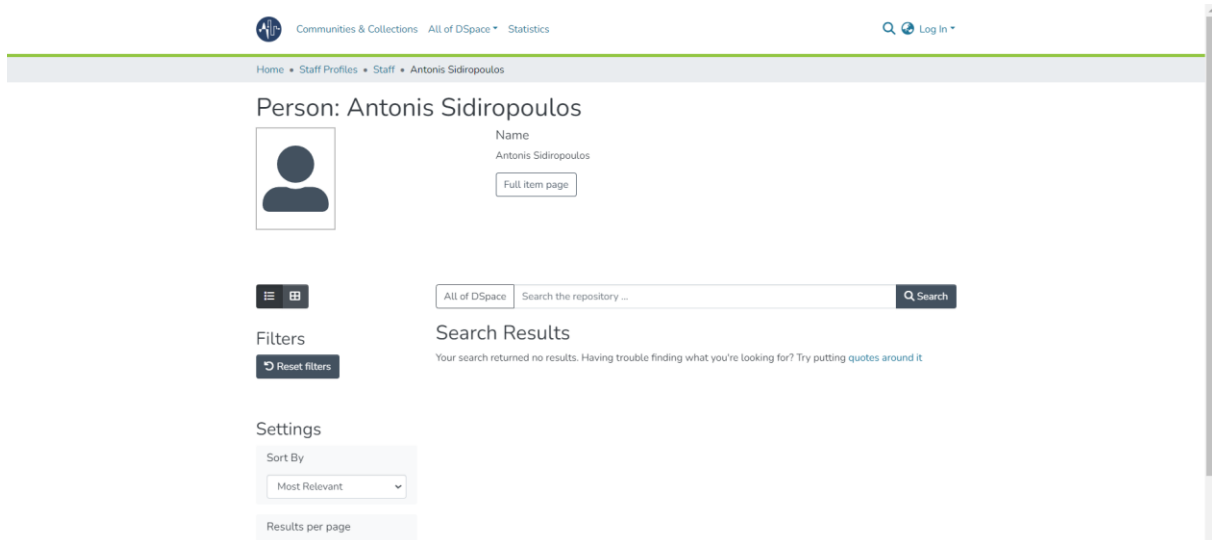 Communities & Collections All of DSpace Statistics Log In
Home • Staff Profiles • Staff • Antonis Sidiropoulos
Person: Antonis Sidiropoulos
Name
Antonis Sidiropoulos
Full item page
All of DSpace Search the repository ... Search
Filters
Reset filters
Search Results
Your search returned no results. Having trouble finding what you're looking for? Try putting quotes around it
Settings
Sort By
Most Relevant
Results per page